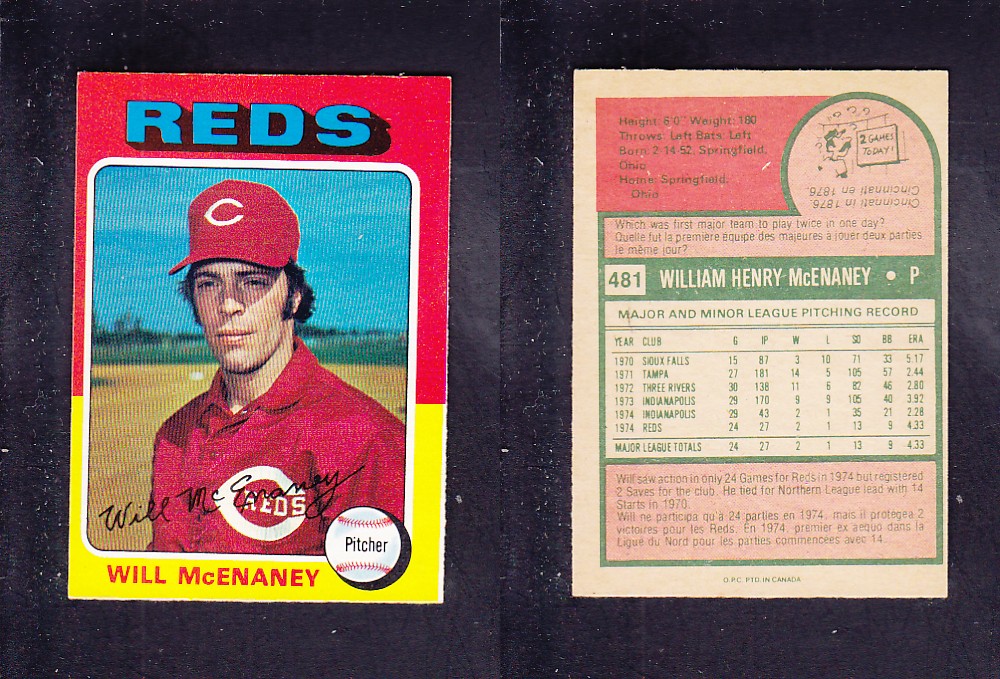 REDS
Will McEnaney
REDS
Pitcher
WILL McENANEY
Height: 6'0" Weight: 180
Throws: Left Bats: Left
Born: 2-14-52, Springfield,
Ohio
Home: Springfield,
Ohio
2 GAMES
TODAY!
Cincinnati in 1876.
Cincinnati en 1876.
Which was first major team to play twice in one day?
Quelle fut la première équipe des majeures à jouer deux parties
le même jour?
481 WILLIAM HENRY McENANEY • P
MAJOR AND MINOR LEAGUE PITCHING RECORD
YEAR CLUB G IP W L SO BB ERA
1970 SIOUX FALLS 15 87 3 10 71 33 5.17
1971 TAMPA 27 181 14 5 105 57 2.44
1972 THREE RIVERS 30 138 11 6 82 46 2.80
1973 INDIANAPOLIS 29 170 9 9 105 40 3.92
1974 INDIANAPOLIS 29 43 2 1 35 21 2.28
1974 REDS 24 27 2 1 13 9 4.33
MAJOR LEAGUE TOTALS 24 27 2 1 13 9 4.33
Will saw action in only 24 Games for Reds in 1974 but registered
2 Saves for the club. He tied for Northern League lead with 14
Starts in 1970.
Will ne participa qu'à 24 parties en 1974, mais il protégea 2
victoires pour les Reds. En 1974, premier ex aequo dans la
Ligue du Nord pour les parties commencées avec 14.
O.P.C. PTD. IN CANADA